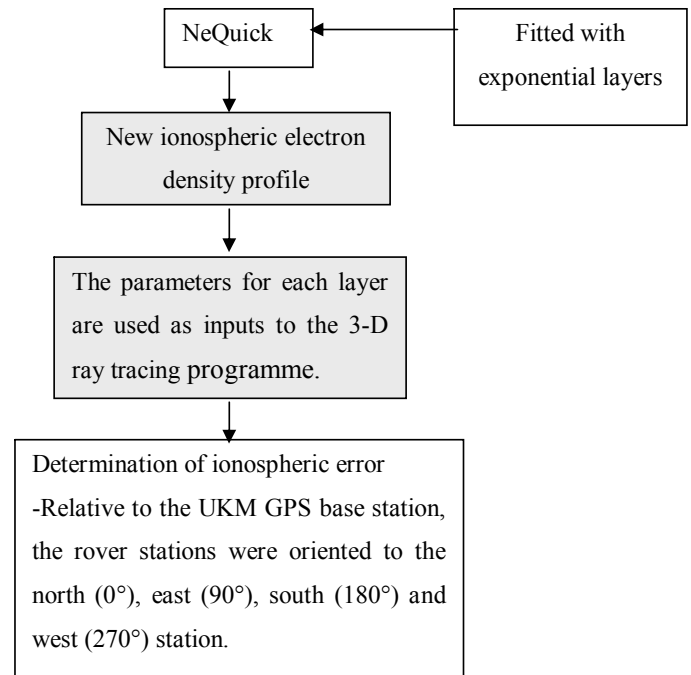 NeQuick
Fitted with
exponential layers
New ionospheric electron
density profile
The parameters for each layer
are used as inputs to the 3-D
ray tracing programme.
Determination of ionospheric error
-Relative to the UKM GPS base station,
the rover stations were oriented to the
north (0°), east (90°), south (180°) and
west (270°) station.